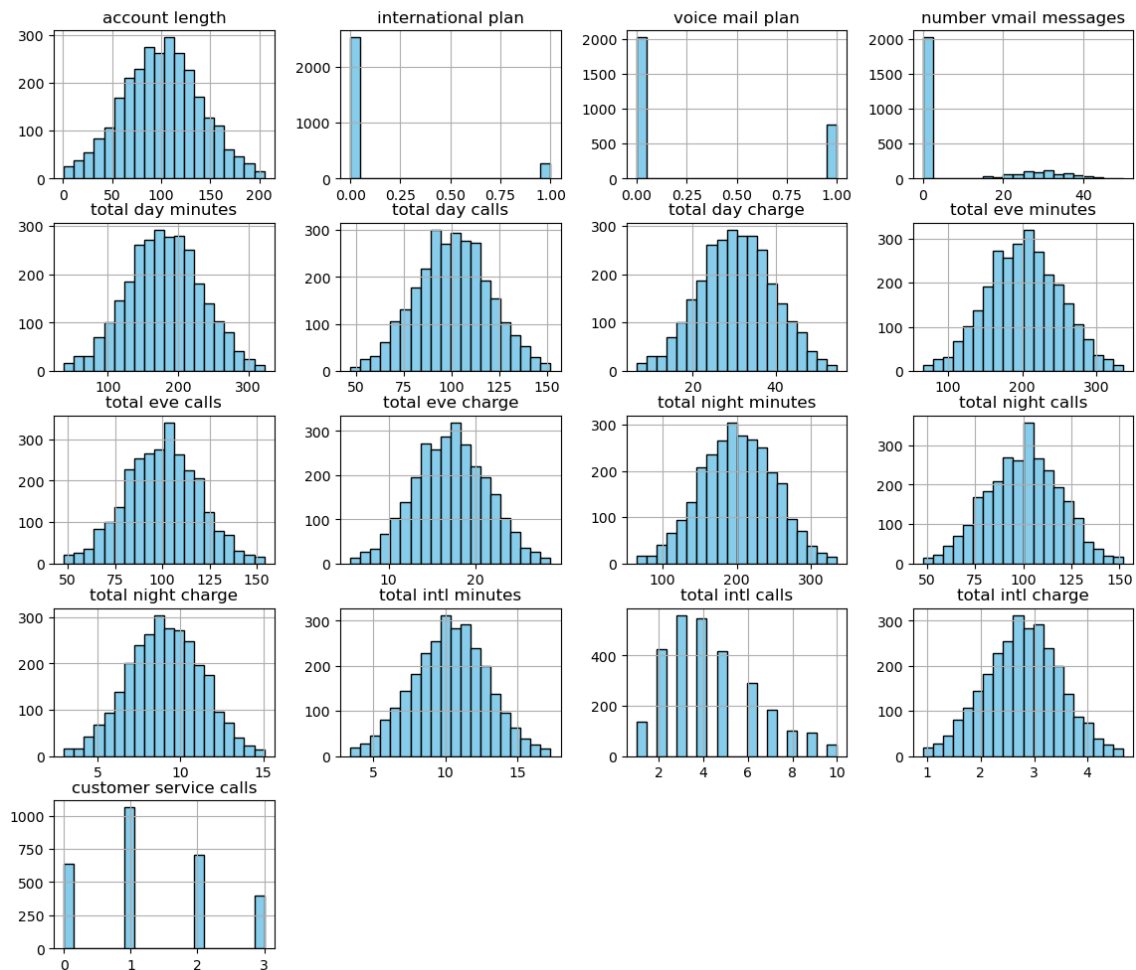 account length
international plan
voice mail plan
number vmail messages
300
200
100
0
0 50 100 150 200
2000
1000
0
0.00 0.25 0.50 0.75 1.00
2000
1500
1000
500
0
0.00 0.25 0.50 0.75 1.00
2000
1500
1000
500
0
0 20 40
total day minutes
total day calls
total day charge
total eve minutes
300
200
100
0
100 200 300
300
200
100
0
50 75 100 125 150
300
200
100
0
20 40
300
200
100
0
100 200 300
total eve calls
total eve charge
total night minutes
total night calls
300
200
100
0
50 75 100 125 150
300
200
100
0
10 20
300
200
100
0
100 200 300
300
200
100
0
50 75 100 125 150
total night charge
total intl minutes
total intl calls
total intl charge
300
200
100
0
5 10 15
300
200
100
0
5 10 15
400
200
0
2 4 6 8 10
300
200
100
0
1 2 3 4
customer service calls
1000
750
500
250
0
0 1 2 3